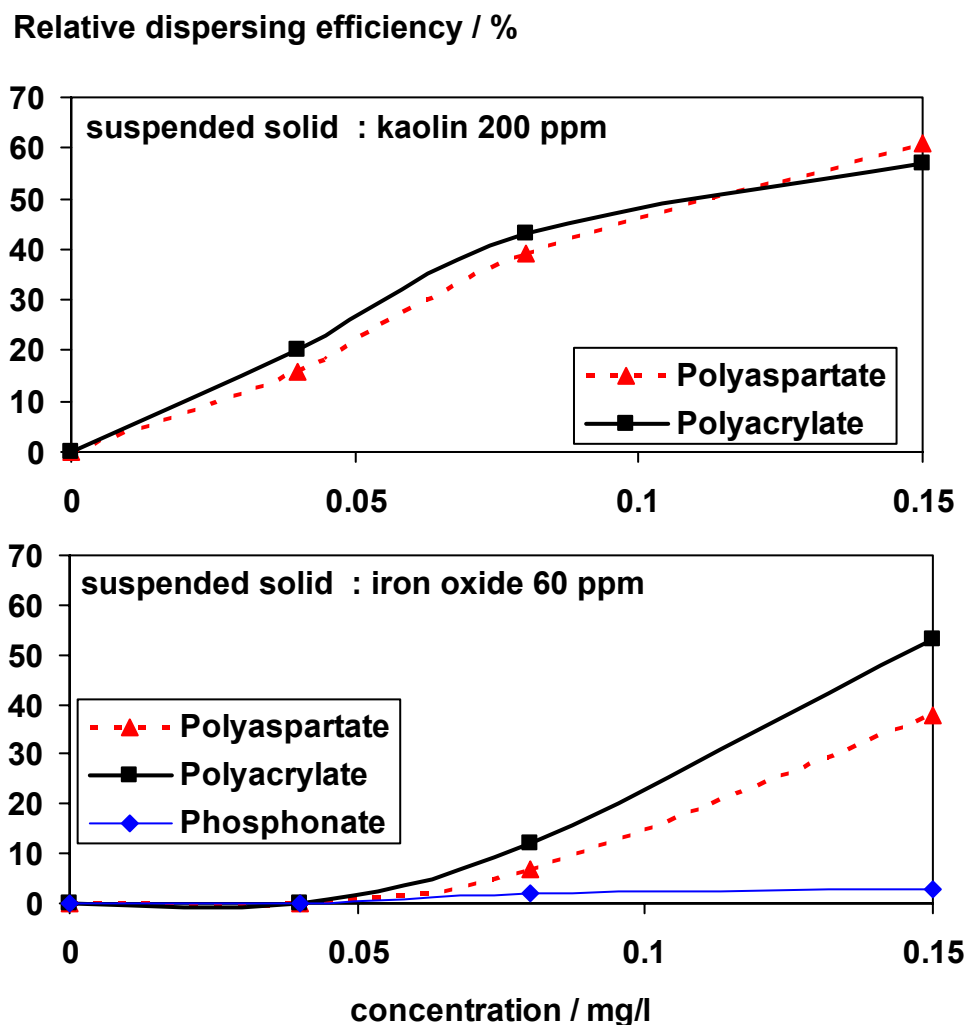 Relative dispersing efficiency / %
70
suspended solid : kaolin 200 ppm
60
50
40
30
20
10
0
Polyaspartate
Polyacrylate
0 0.05 0.1 0.15
70
suspended solid : iron oxide 60 ppm
60
50
40
30
20
10
0
Polyaspartate
Polyacrylate
Phosphonate
0 0.05 0.1 0.15
concentration / mg/l